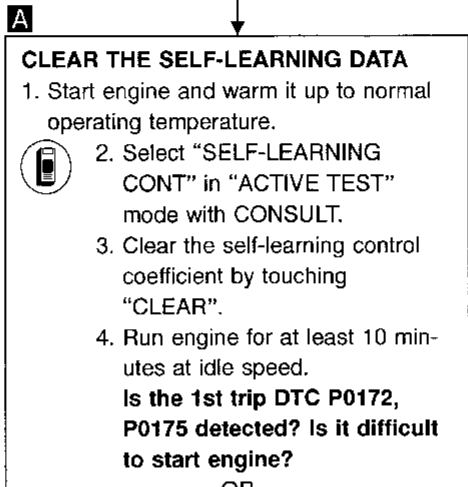 A
CLEAR THE SELF-LEARNING DATA
1. Start engine and warm it up to normal
operating temperature.
2. Select “SELF-LEARNING
CONT” in “ACTIVE TEST”
mode with CONSULT.
3. Clear the self-learning control
coefficient by touching
“CLEAR”.
4. Run engine for at least 10 min-
utes at idle speed.
Is the 1st trip DTC P0172,
P0175 detected? Is it difficult
to start engine?